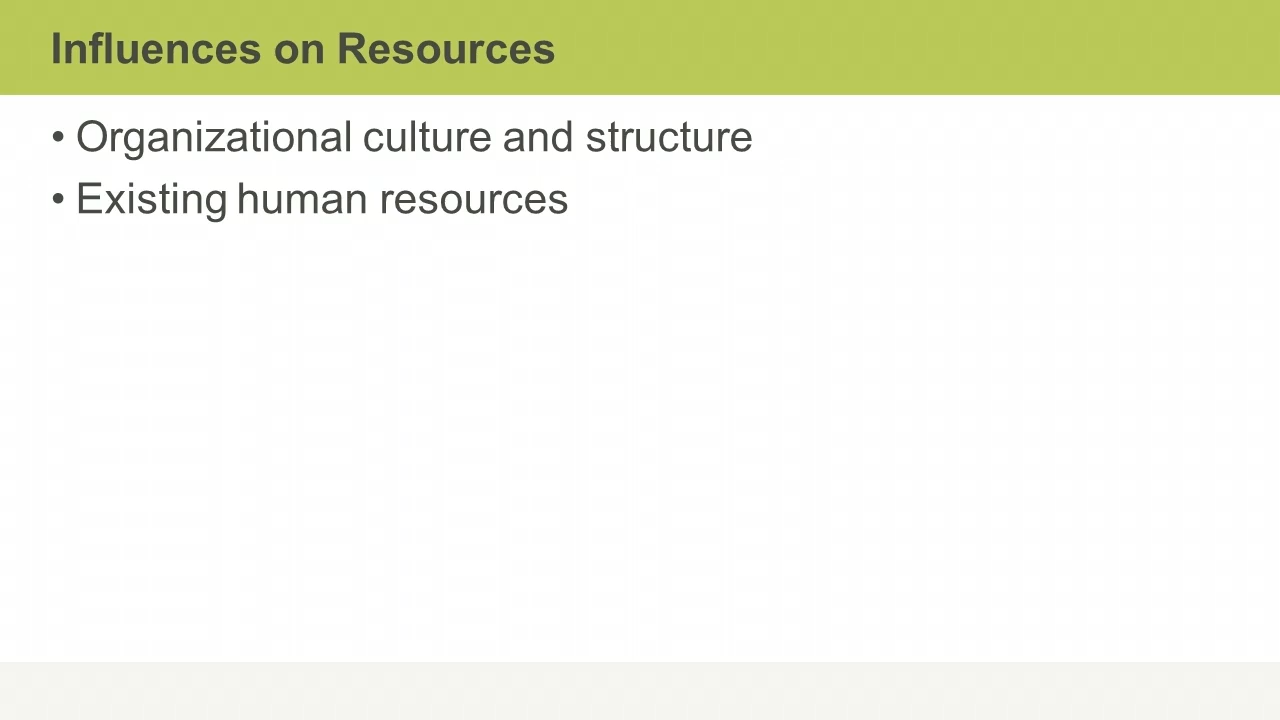 Influences on Resources
• Organizational culture and structure
• Existing human resources